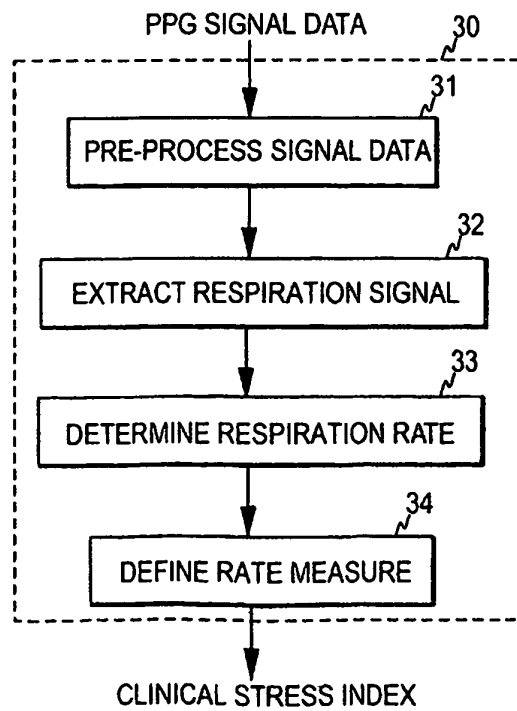 PPG SIGNAL DATA
30
31
PRE-PROCESS SIGNAL DATA
32
EXTRACT RESPIRATION SIGNAL
33
DETERMINE RESPIRATION RATE
34
DEFINE RATE MEASURE
CLINICAL STRESS INDEX